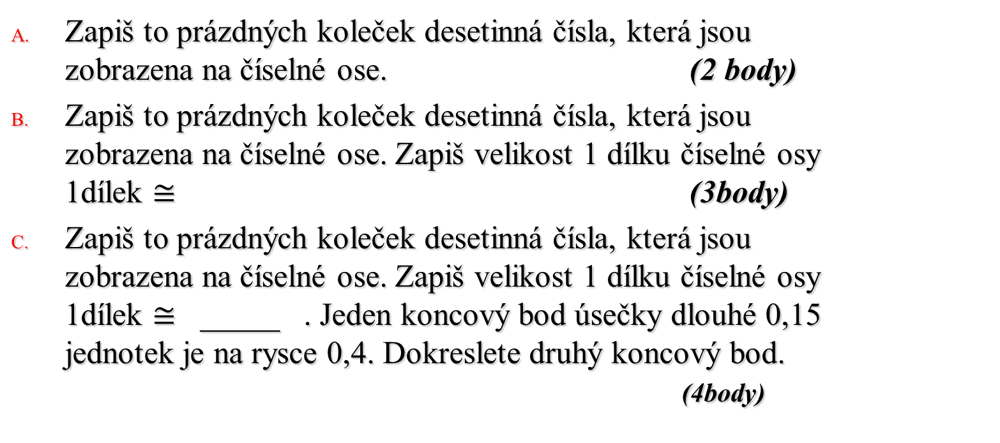 A. Zapiš to prázdných koleček desetinná čísla, která jsou
zobrazena na číselné ose. (2 body)
B. Zapiš to prázdných koleček desetinná čísla, která jsou
zobrazena na číselné ose. Zapiš velikost 1 dílku číselné osy
1dílek ≅ (3body)
C. Zapiš to prázdných koleček desetinná čísla, která jsou
zobrazena na číselné ose. Zapiš velikost 1 dílku číselné osy
1dílek ≅ _____ . Jeden koncový bod úsečky dlouhé 0,15
jednotek je na rysce 0,4. Dokreslete druhý koncový bod.
(4body)